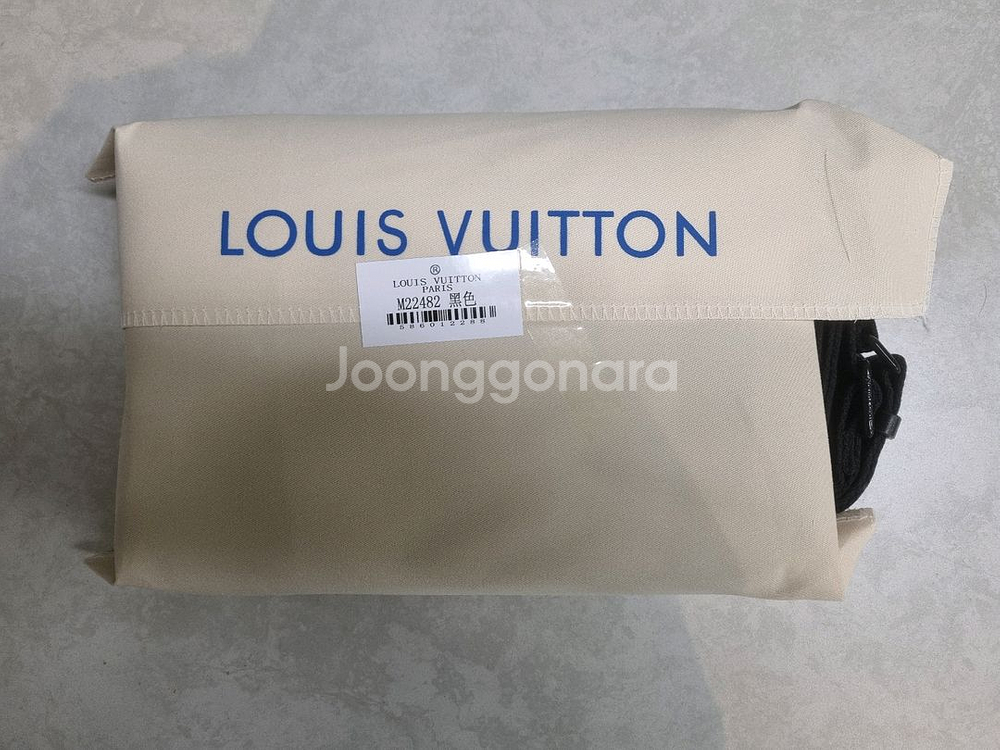 LOUIS VUITTON
®
LOUIS VUITTON
PARIS
M22482 黑色
586012288
Joonggonara